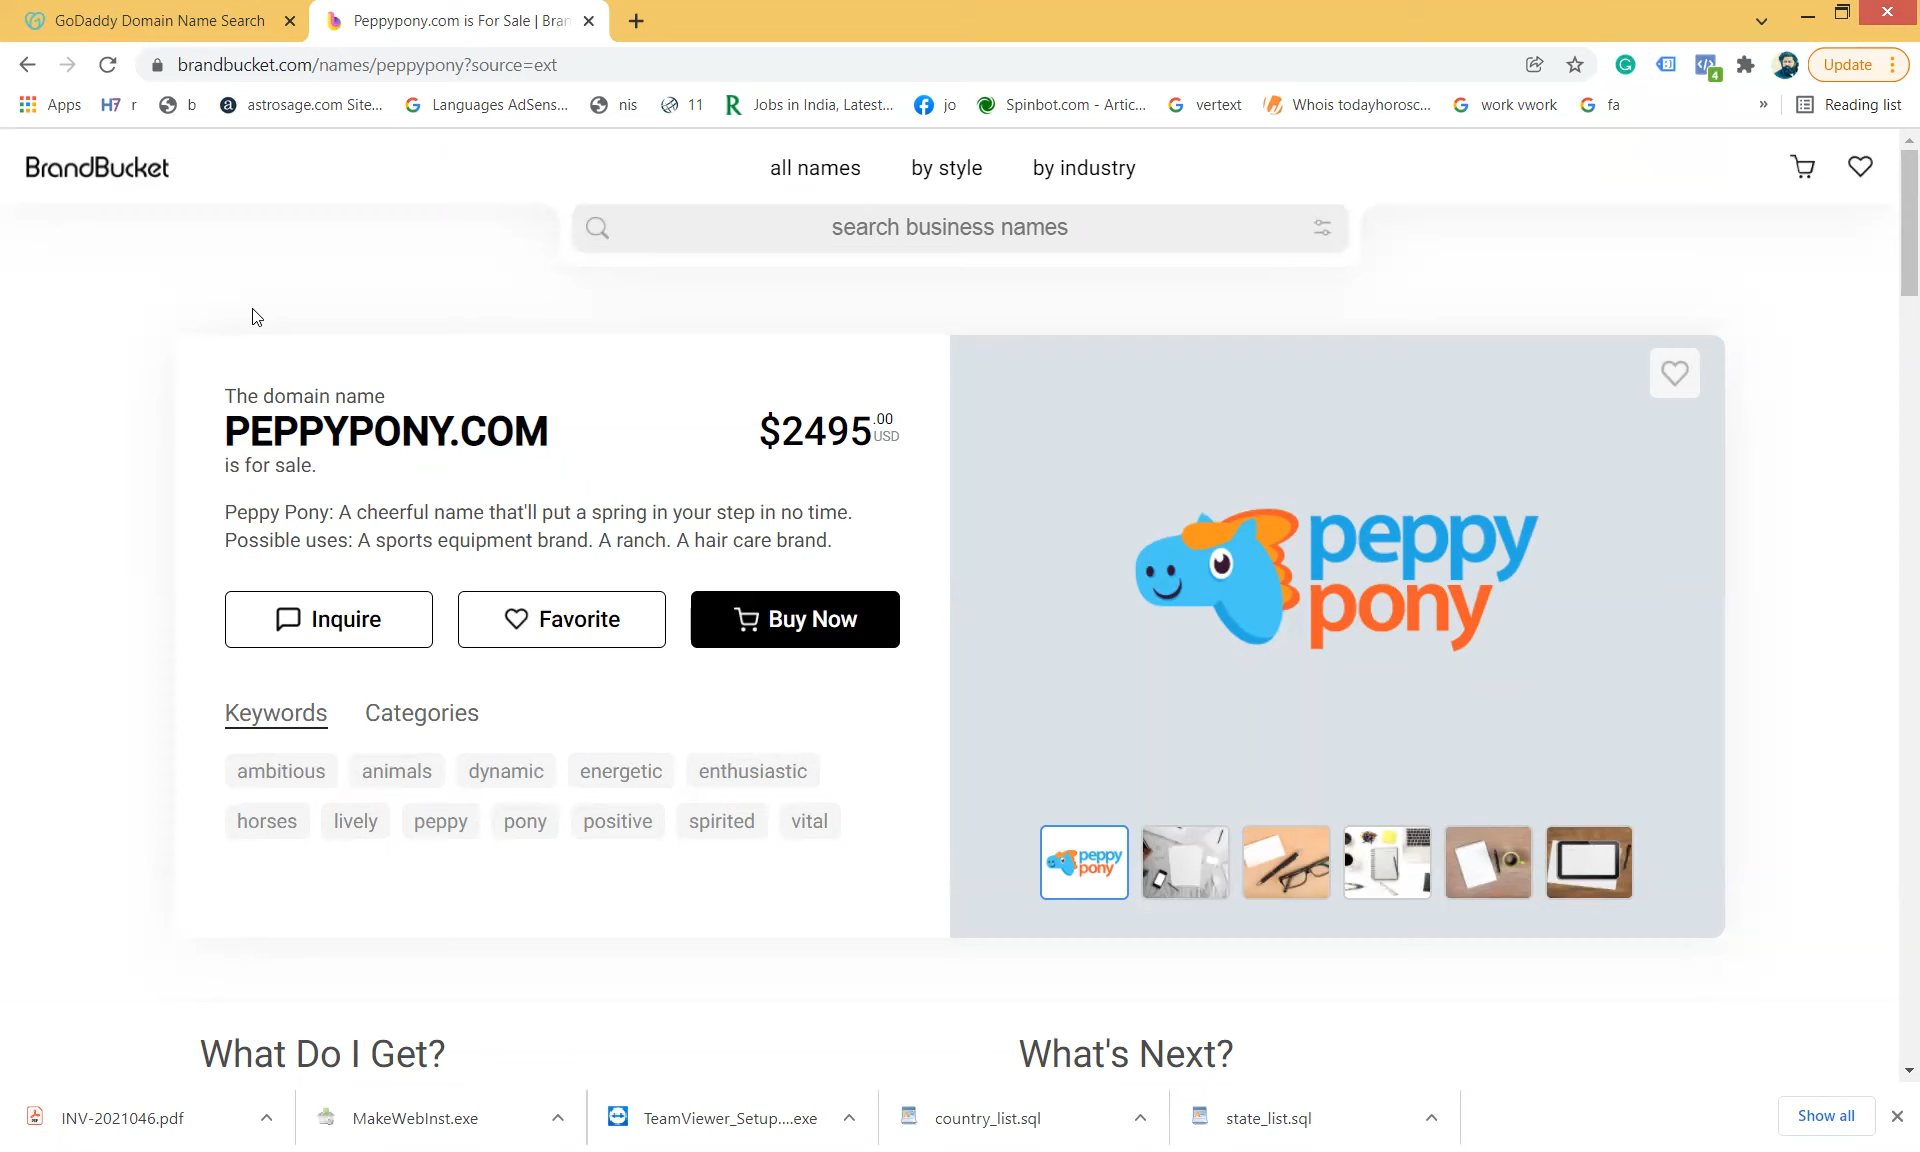 GoDaddy Domain Name Search
Peppypony.com is For Sale | Bran
brandbucket.com/names/peppypony?source=ext
4
Update
Apps
H7 r
b
astrosage.com Site...
Languages AdSens...
nis
11
Jobs in India, Latest...
jo
Spinbot.com - Artic...
vertext
Whois todayhorosc...
work vwork
fa
»
Reading list
BrandBucket
all names
by style
by industry
search business names
The domain name
PEPPYPONY.COM
$2495.00 USD
is for sale.
Peppy Pony: A cheerful name that'll put a spring in your step in no time.
Possible uses: A sports equipment brand. A ranch. A hair care brand.
Inquire
Favorite
Buy Now
Keywords
Categories
ambitious animals dynamic energetic enthusiastic
horses lively peppy pony positive spirited vital
peppy
pony
peppy
pony
What Do I Get?
What's Next?
INV-2021046.pdf
MakeWebInst.exe
TeamViewer_Setup....exe
country_list.sql
state_list.sql
Show all